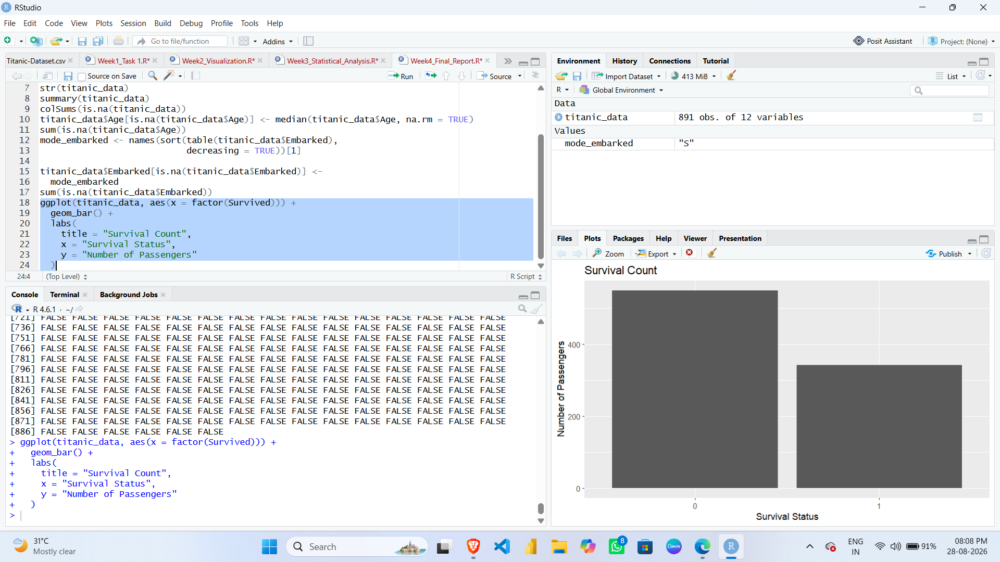 RStudio
File Edit Code View Plots Session Build Debug Profile Tools Help
Go to file/function Addins Posit Assistant Project: (None)
Titanic-Dataset.csv Week1_Task 1.R* Week2_Visualization.R* Week3_Statistical_Analysis.R* Week4_Final_Report.R*
Source on Save Run Source
7 str(titanic_data)
8 summary(titanic_data)
9 colSums(is.na(titanic_data))
10 titanic_data$Age[is.na(titanic_data$Age)] <- median(titanic_data$Age, na.rm = TRUE)
11 sum(is.na(titanic_data$Age))
12 mode_embarked <- names(sort(table(titanic_data$Embarked),
13 decreasing = TRUE))[1]
14
15 titanic_data$Embarked[is.na(titanic_data$Embarked)] <-
16 mode_embarked
17 sum(is.na(titanic_data$Embarked))
18 ggplot(titanic_data, aes(x = factor(Survived))) +
19 geom_bar() +
20 labs(
21 title = "Survival Count",
22 x = "Survival Status",
23 y = "Number of Passengers"
24 )
24:4 (Top Level) R Script
Console Terminal Background Jobs
R R 4.6.1 · ~/
[721] FALSE FALSE FALSE FALSE FALSE FALSE FALSE FALSE FALSE FALSE FALSE FALSE FALSE FALSE FALSE
[736] FALSE FALSE FALSE FALSE FALSE FALSE FALSE FALSE FALSE FALSE FALSE FALSE FALSE FALSE FALSE
[751] FALSE FALSE FALSE FALSE FALSE FALSE FALSE FALSE FALSE FALSE FALSE FALSE FALSE FALSE FALSE
[766] FALSE FALSE FALSE FALSE FALSE FALSE FALSE FALSE FALSE FALSE FALSE FALSE FALSE FALSE FALSE
[781] FALSE FALSE FALSE FALSE FALSE FALSE FALSE FALSE FALSE FALSE FALSE FALSE FALSE FALSE FALSE
[796] FALSE FALSE FALSE FALSE FALSE FALSE FALSE FALSE FALSE FALSE FALSE FALSE FALSE FALSE FALSE
[811] FALSE FALSE FALSE FALSE FALSE FALSE FALSE FALSE FALSE FALSE FALSE FALSE FALSE FALSE FALSE
[826] FALSE FALSE FALSE FALSE FALSE FALSE FALSE FALSE FALSE FALSE FALSE FALSE FALSE FALSE FALSE
[841] FALSE FALSE FALSE FALSE FALSE FALSE FALSE FALSE FALSE FALSE FALSE FALSE FALSE FALSE FALSE
[856] FALSE FALSE FALSE FALSE FALSE FALSE FALSE FALSE FALSE FALSE FALSE FALSE FALSE FALSE FALSE
[871] FALSE FALSE FALSE FALSE FALSE FALSE FALSE FALSE FALSE FALSE FALSE FALSE FALSE FALSE FALSE
[886] FALSE FALSE FALSE FALSE FALSE FALSE
> ggplot(titanic_data, aes(x = factor(Survived))) +
+ geom_bar() +
+ labs(
+ title = "Survival Count",
+ x = "Survival Status",
+ y = "Number of Passengers"
+ )
>
Environment History Connections Tutorial
Import Dataset 413 MiB List
R Global Environment
Data
titanic_data 891 obs. of 12 variables
Values
mode_embarked "S"
Files Plots Packages Help Viewer Presentation
Zoom Export Publish
Survival Count
Number of Passengers
400
200
0
0 1
Survival Status
31°C
Mostly clear
Search
Canva
8
R
ENG
IN
91%
08:08 PM
28-08-2026